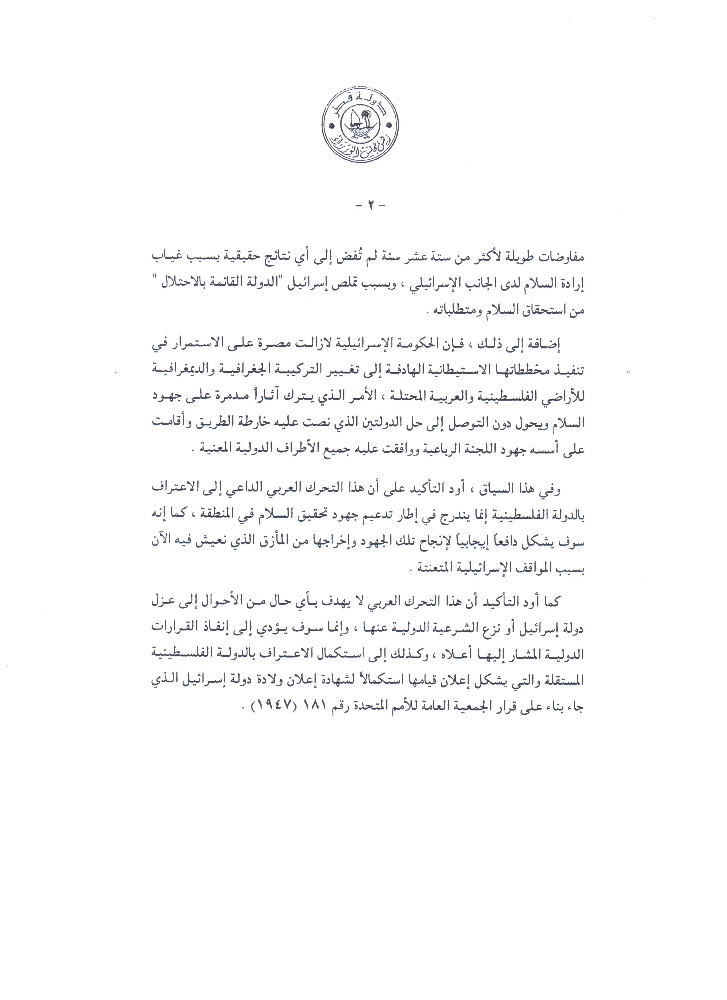 دولة قطر
رئيس مجلس الوزراء
- ٢ -
مفاوضات طويلة لأكثر من ستة عشر سنة لم تُفض إلى أي نتائج حقيقية بسبب غياب
إرادة السلام لدى الجانب الإسرائيلي ، وبسبب تملص إسرائيل "الدولة القائمة بالاحتلال "
من استحقاق السلام ومتطلباته .
إضافة إلى ذلك ، فإن الحكومة الإسرائيلية لازالت مصرة على الاستمرار في
تنفيذ مخططاتها الاستيطانية الهادفة إلى تغيير التركيبة الجغرافية والديمغرافية
للأراضي الفلسطينية والعربية المحتلة ، الأمر الذي يترك آثاراً مدمرة على جهود
السلام ويحول دون التوصل إلى حل الدولتين الذي نصت عليه خارطة الطريق وأقامت
على أسسه جهود اللجنة الرباعية ووافقت عليه جميع الأطراف الدولية المعنية .
وفي هذا السياق ، أود التأكيد على أن هذا التحرك العربي الداعي إلى الاعتراف
بالدولة الفلسطينية إنما يندرج في إطار تدعيم جهود تحقيق السلام في المنطقة ، كما إنه
سوف يشكل دافعاً إيجابياً لإنجاح تلك الجهود وإخراجها من المأزق الذي نعيش فيه الآن
بسبب المواقف الإسرائيلية المتعنتة .
كما أود التأكيد أن هذا التحرك العربي لا يهدف بأي حال من الأحوال إلى عزل
دولة إسرائيل أو نزع الشرعية الدولية عنها ، وإنما سوف يؤدي إلى إنفاذ القرارات
الدولية المشار إليها أعلاه ، وكذلك إلى استكمال الاعتراف بالدولة الفلسطينية
المستقلة والتي يشكل إعلان قيامها استكمالاً لشهادة إعلان ولادة دولة إسرائيل الذي
جاء بناء على قرار الجمعية العامة للأمم المتحدة رقم ١٨١ (١٩٤٧) .